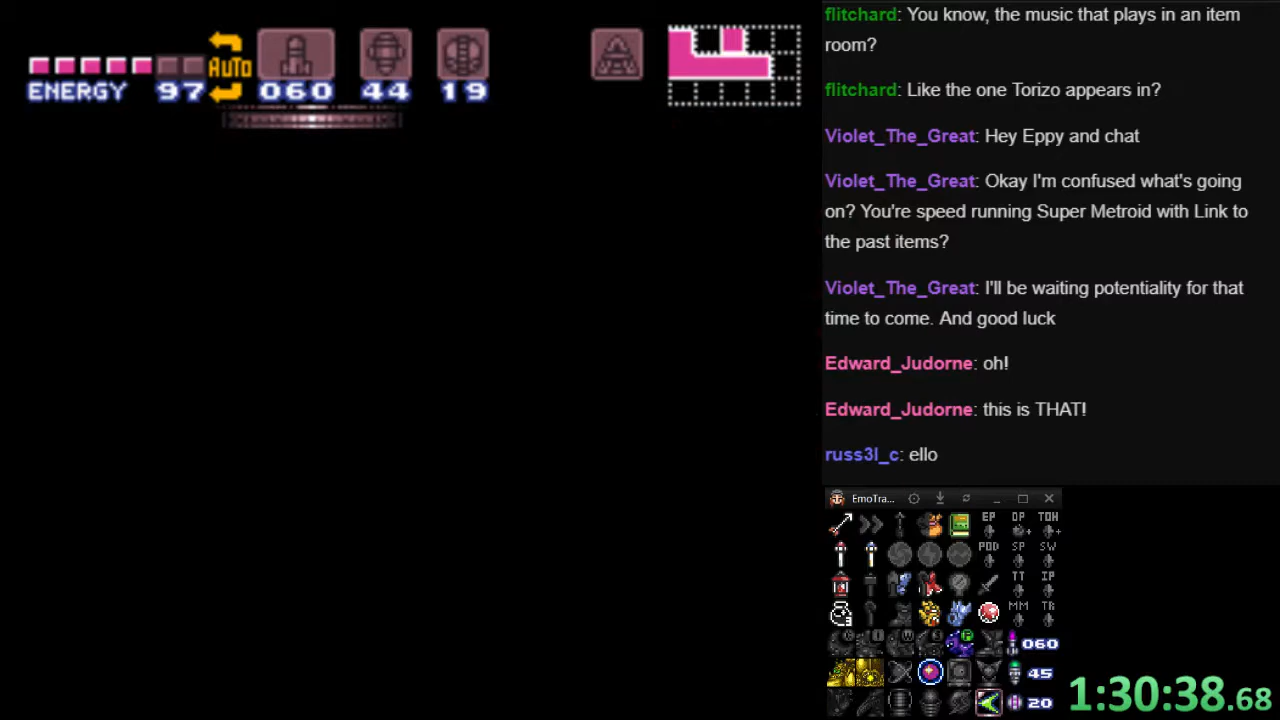 ENERGY 97 AUTO 060 44 19
flitchard: You know, the music that plays in an item
room?
flitchard: Like the one Torizo appears in?
Violet_The_Great: Hey Eppy and chat
Violet_The_Great: Okay I'm confused what's going
on? You're speed running Super Metroid with Link to
the past items?
Violet_The_Great: I'll be waiting potentiality for that
time to come. And good luck
Edward_Judorne: oh!
Edward_Judorne: this is THAT!
russ3l_c: ello
EmoTra...
EP DP TOH
POD SP SW
TT IP
MM TR
060
45
20
1:30:38.68